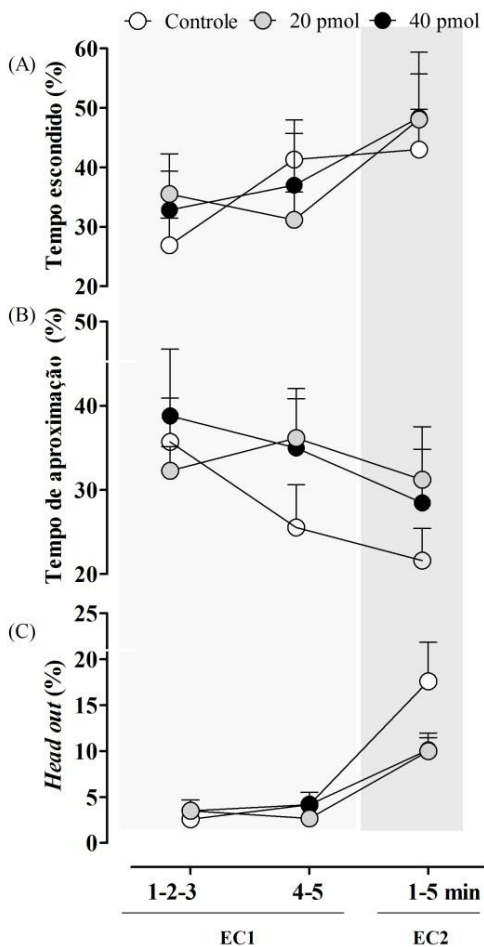 Controle 20 pmol 40 pmol
(A)
Tempo escondido (%)
60
50
40
30
20
(B)
Tempo de aproximação (%)
50
40
30
20
(C)
Head out (%)
25
20
15
10
5
0
1-2-3 4-5 1-5 min
EC1 EC2